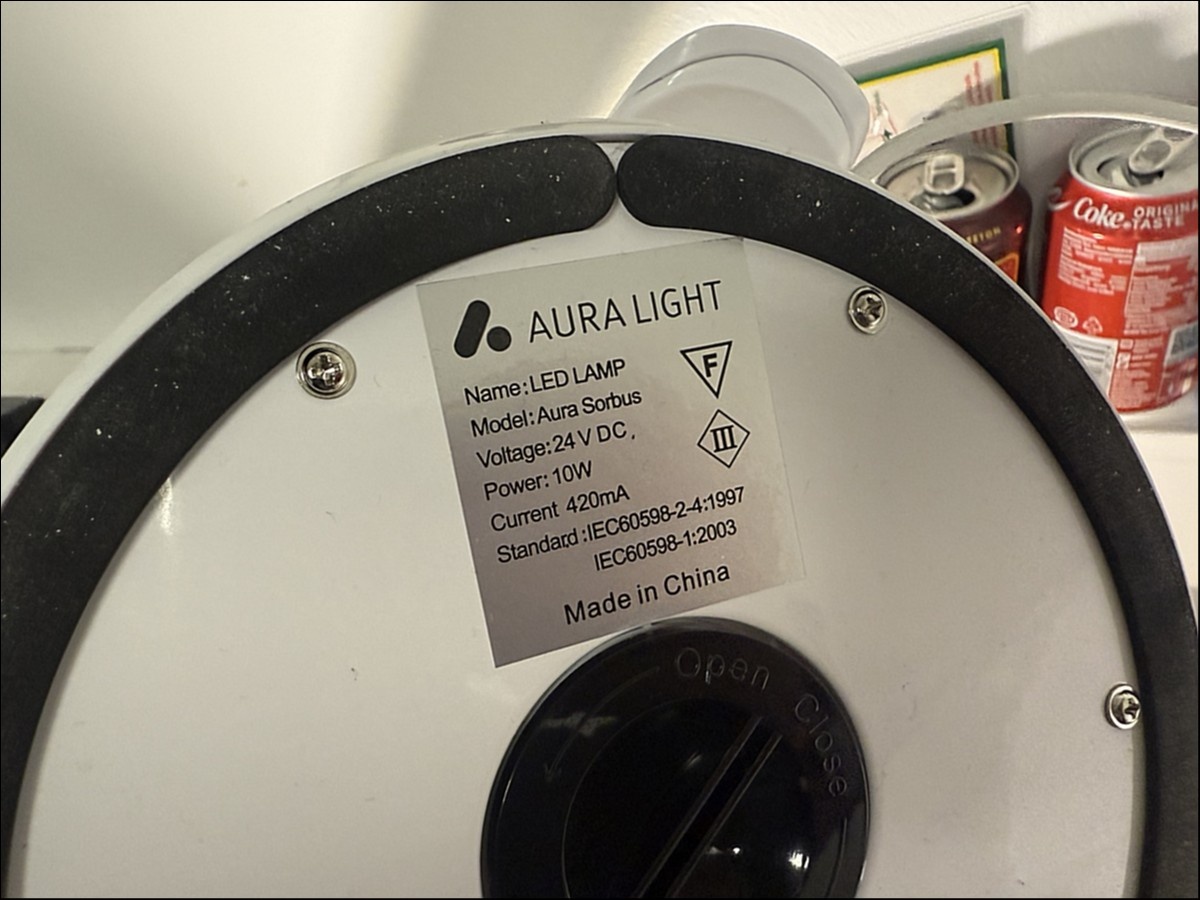 AURA LIGHT
Name:LED LAMP
Model:Aura Sorbus
Voltage:24 V DC,
Power:10W
Current 420mA
Standard:IEC60598-2-4:1997
IEC60598-1:2003
F
III
Made in China
Open
Close
Coke
ORIGINA
TASTE